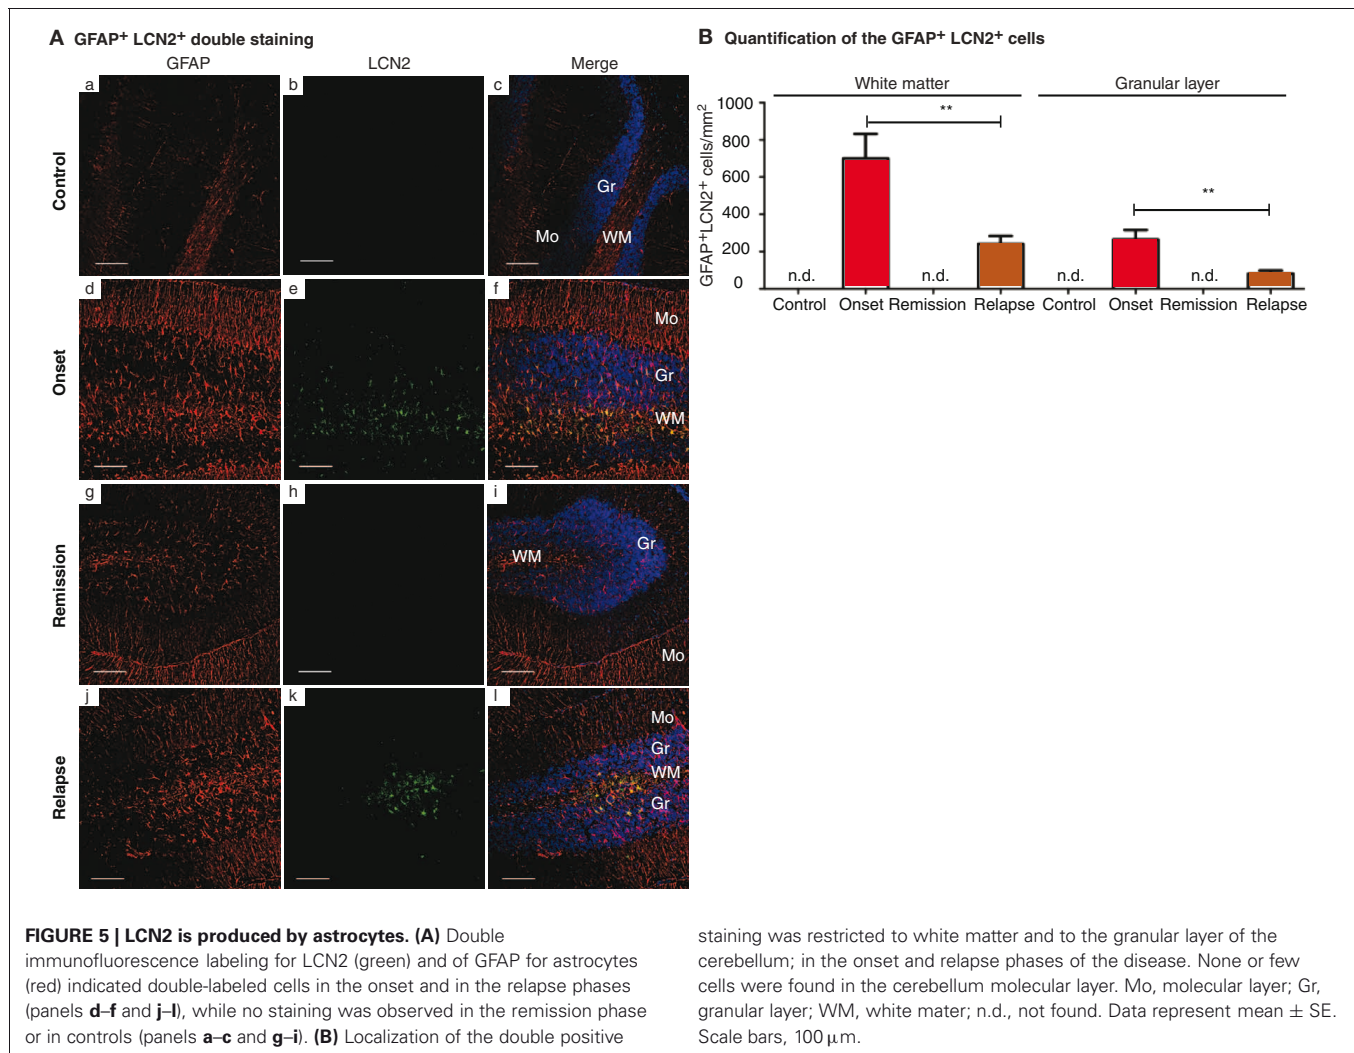 A GFAP+ LCN2+ double staining
GFAP LCN2 Merge
Control
a b c
Gr
Mo WM
Onset
d e f
Mo
Gr
WM
Remission
g h i
Gr
WM
Mo
Relapse
j k l
Mo
Gr
WM
Gr
B Quantification of the GFAP+ LCN2+ cells
White matter Granular layer
GFAP+LCN2+ cells/mm2
1000
800
600
400
200
0
** **
n.d. n.d. n.d. n.d.
Control Onset Remission Relapse Control Onset Remission Relapse
FIGURE 5 | LCN2 is produced by astrocytes. (A) Double
immunofluorescence labeling for LCN2 (green) and of GFAP for astrocytes
(red) indicated double-labeled cells in the onset and in the relapse phases
(panels d–f and j–l), while no staining was observed in the remission phase
or in controls (panels a–c and g–i). (B) Localization of the double positive
staining was restricted to white matter and to the granular layer of the
cerebellum; in the onset and relapse phases of the disease. None or few
cells were found in the cerebellum molecular layer. Mo, molecular layer; Gr,
granular layer; WM, white mater; n.d., not found. Data represent mean ± SE.
Scale bars, 100 μm.